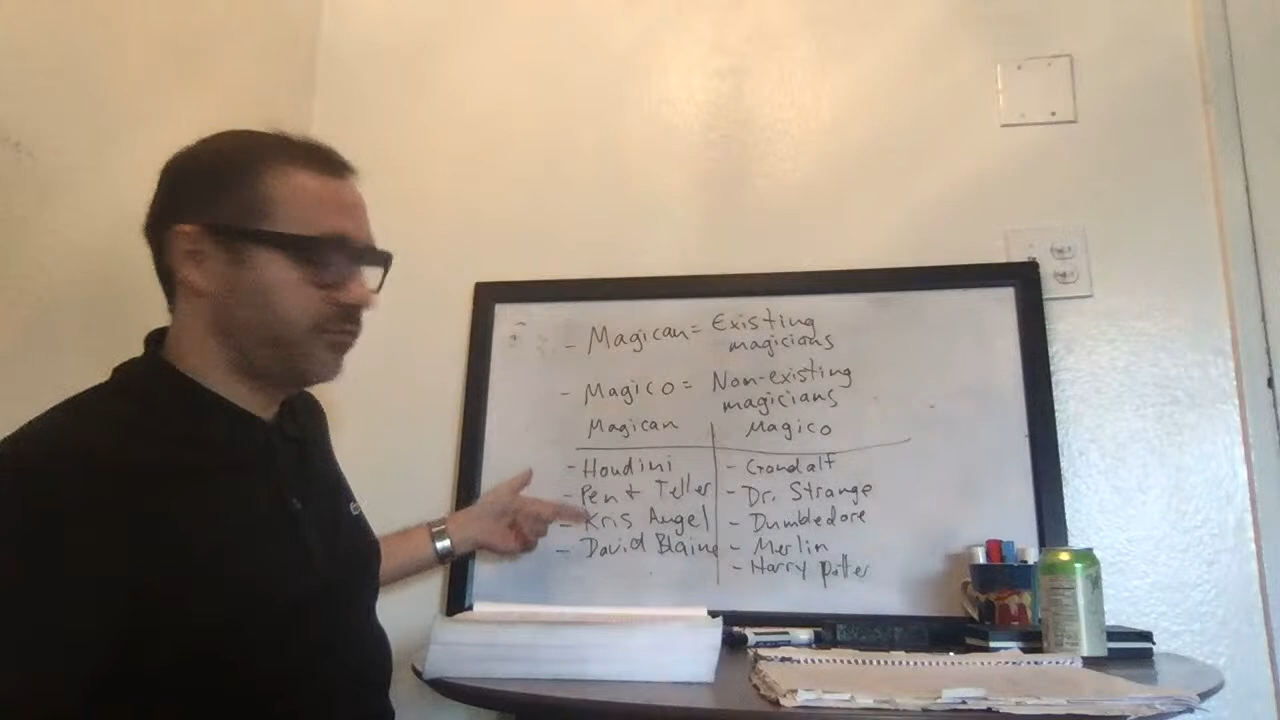 - Magican = Existing
magicians
- Magico = Non-existing
magicians
Magican Magico
- Houdini - Gandalf
- Pen & Teller - Dr. Strange
- Kris Angel - Dumbledore
- David Blaine - Merlin
- Harry potter